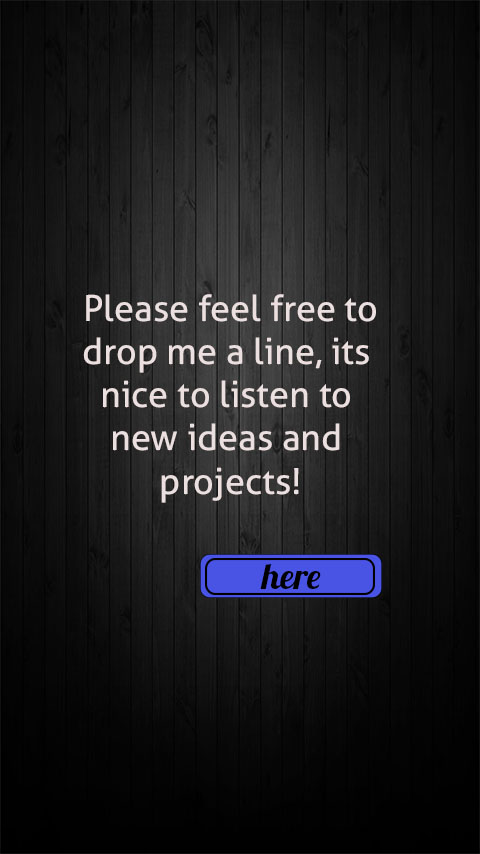 Please feel free to
drop me a line, its
nice to listen to
new ideas and
projects!
here